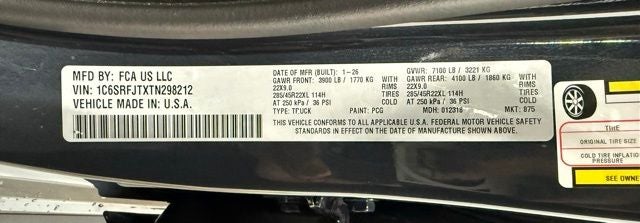 MFD BY: FCA US LLC
VIN: 1C6SRFJTXTN298212
VEHICLE MADE IN: U.S.A.
DATE OF MFR (BUILT): 1-26 GVWR: 7100 LB / 3221 KG
GAWR FRONT: 3900 LB / 1770 KG GAWR REAR: 4100 LB / 1860 KG
22X9.0 RIMS 22X9.0 RIMS
285/45R22XL 114H TIRES 285/45R22XL 114H TIRES
AT 250 kPa / 36 PSI COLD AT 250 kPa / 36 PSI COLD
TYPE: TRUCK PAINT: PCG MDH: 012316 MKT: 875
THIS VEHICLE CONFORMS TO ALL APPLICABLE U.S.A. FEDERAL MOTOR VEHICLE SAFETY
STANDARDS IN EFFECT ON THE DATE OF MANUFACTURE SHOWN ABOVE.
TIRE
ORIGINAL TIRE SIZE
COLD TIRE INFLATION
PRESSURE
SEE OWNE